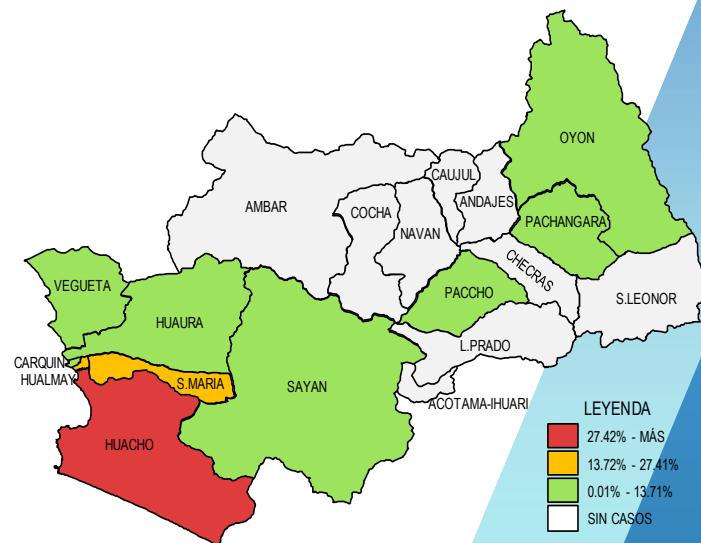 OYON
CAUJUL
AMBAR
COCHA
ANDAJES
NAVAN
PACHANGARA
CHECRAS
VEGUETA
PACCHO
S.LEONOR
HUAURA
L.PRADO
CARQUIN
HUALMAY
S.MARIA
SAYAN
ACOTAMA-IHUARI
HUACHO
LEYENDA
27.42% - MÁS
13.72% - 27.41%
0.01% - 13.71%
SIN CASOS